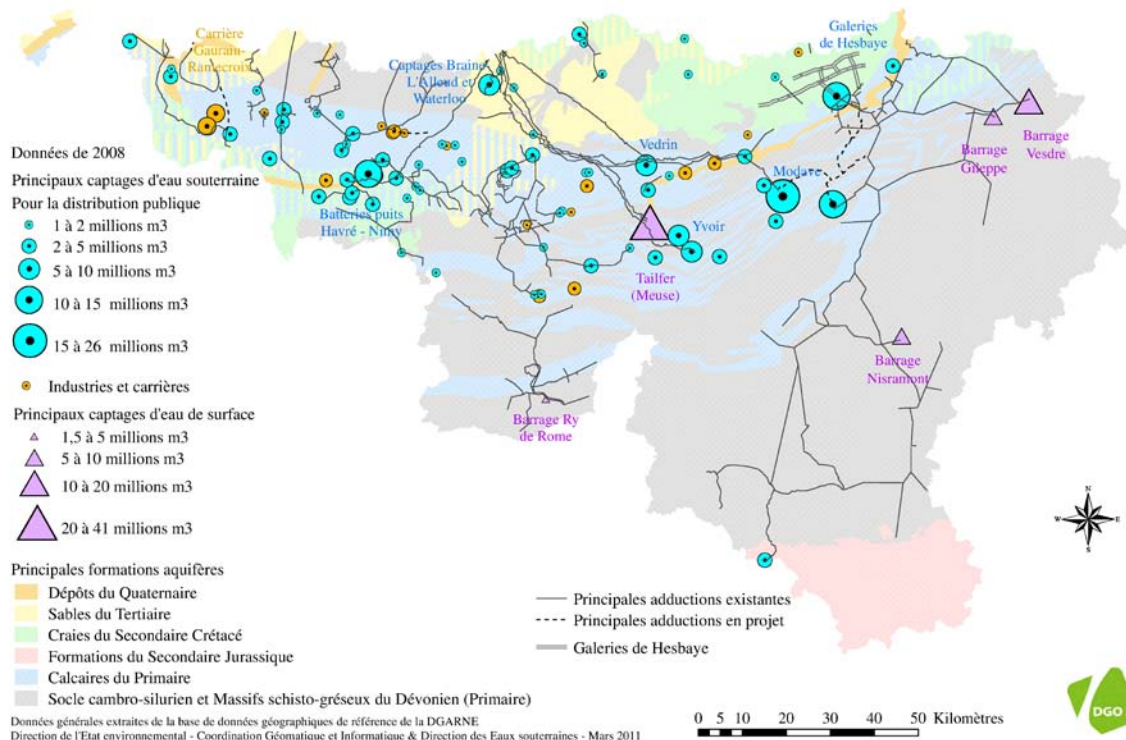 Carrière
Gaurain-
Ramecroix
Captages Braine
L'Alleud et
Waterloo
Galeries
de Hesbaye
Barrage
Vesdre
Barrage
Gileppe
Vedrin
Modave
Yvoir
Batteries puits
Havré - Nimy
Tailfer
(Meuse)
Barrage
Nisramont
Barrage Ry
de Rome
Données de 2008
Principaux captages d'eau souterraine
Pour la distribution publique
1 à 2 millions m3
2 à 5 millions m3
5 à 10 millions m3
10 à 15 millions m3
15 à 26 millions m3
Industries et carrières
Principaux captages d'eau de surface
1,5 à 5 millions m3
5 à 10 millions m3
10 à 20 millions m3
20 à 41 millions m3
Principales formations aquifères
Dépôts du Quaternaire
Sables du Tertiaire
Craies du Secondaire Crétacé
Formations du Secondaire Jurassique
Calcaires du Primaire
Socle cambro-silurien et Massifs schisto-gréseux du Dévonien (Primaire)
Principales adductions existantes
Principales adductions en projet
Galeries de Hesbaye
N
W E
S
0 5 10 20 30 40 50 Kilomètres
DGO
Données générales extraites de la base de données géographiques de référence de la DGARNE
Direction de l'Etat environnemental - Coordination Géomatique et Informatique & Direction des Eaux souterraines - Mars 2011